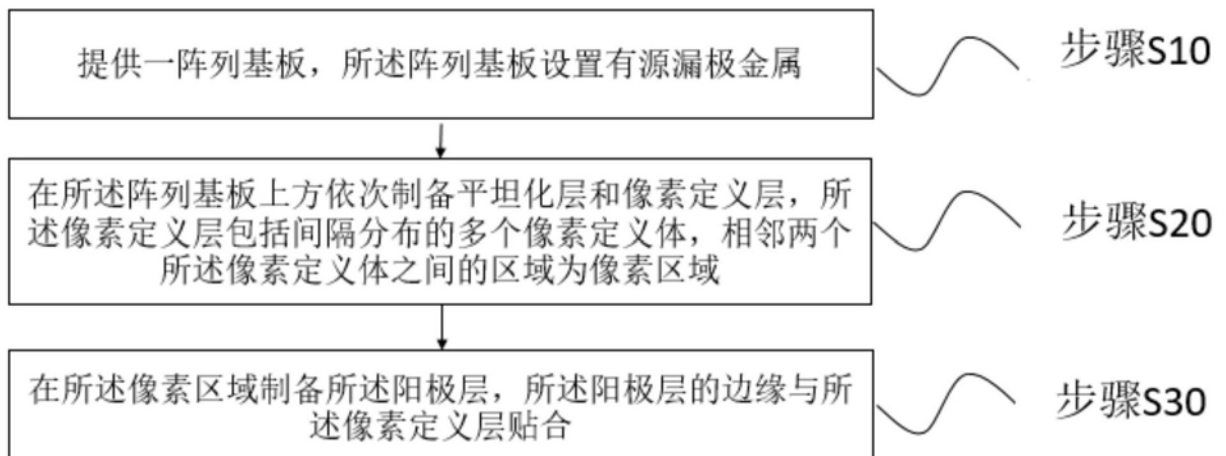 提供一阵列基板，所述阵列基板设置有源漏极金属
步骤S10
在所述阵列基板上方依次制备平坦化层和像素定义层，所
述像素定义层包括间隔分布的多个像素定义体，相邻两个
所述像素定义体之间的区域为像素区域
步骤S20
在所述像素区域制备所述阳极层，所述阳极层的边缘与所
述像素定义层贴合
步骤S30